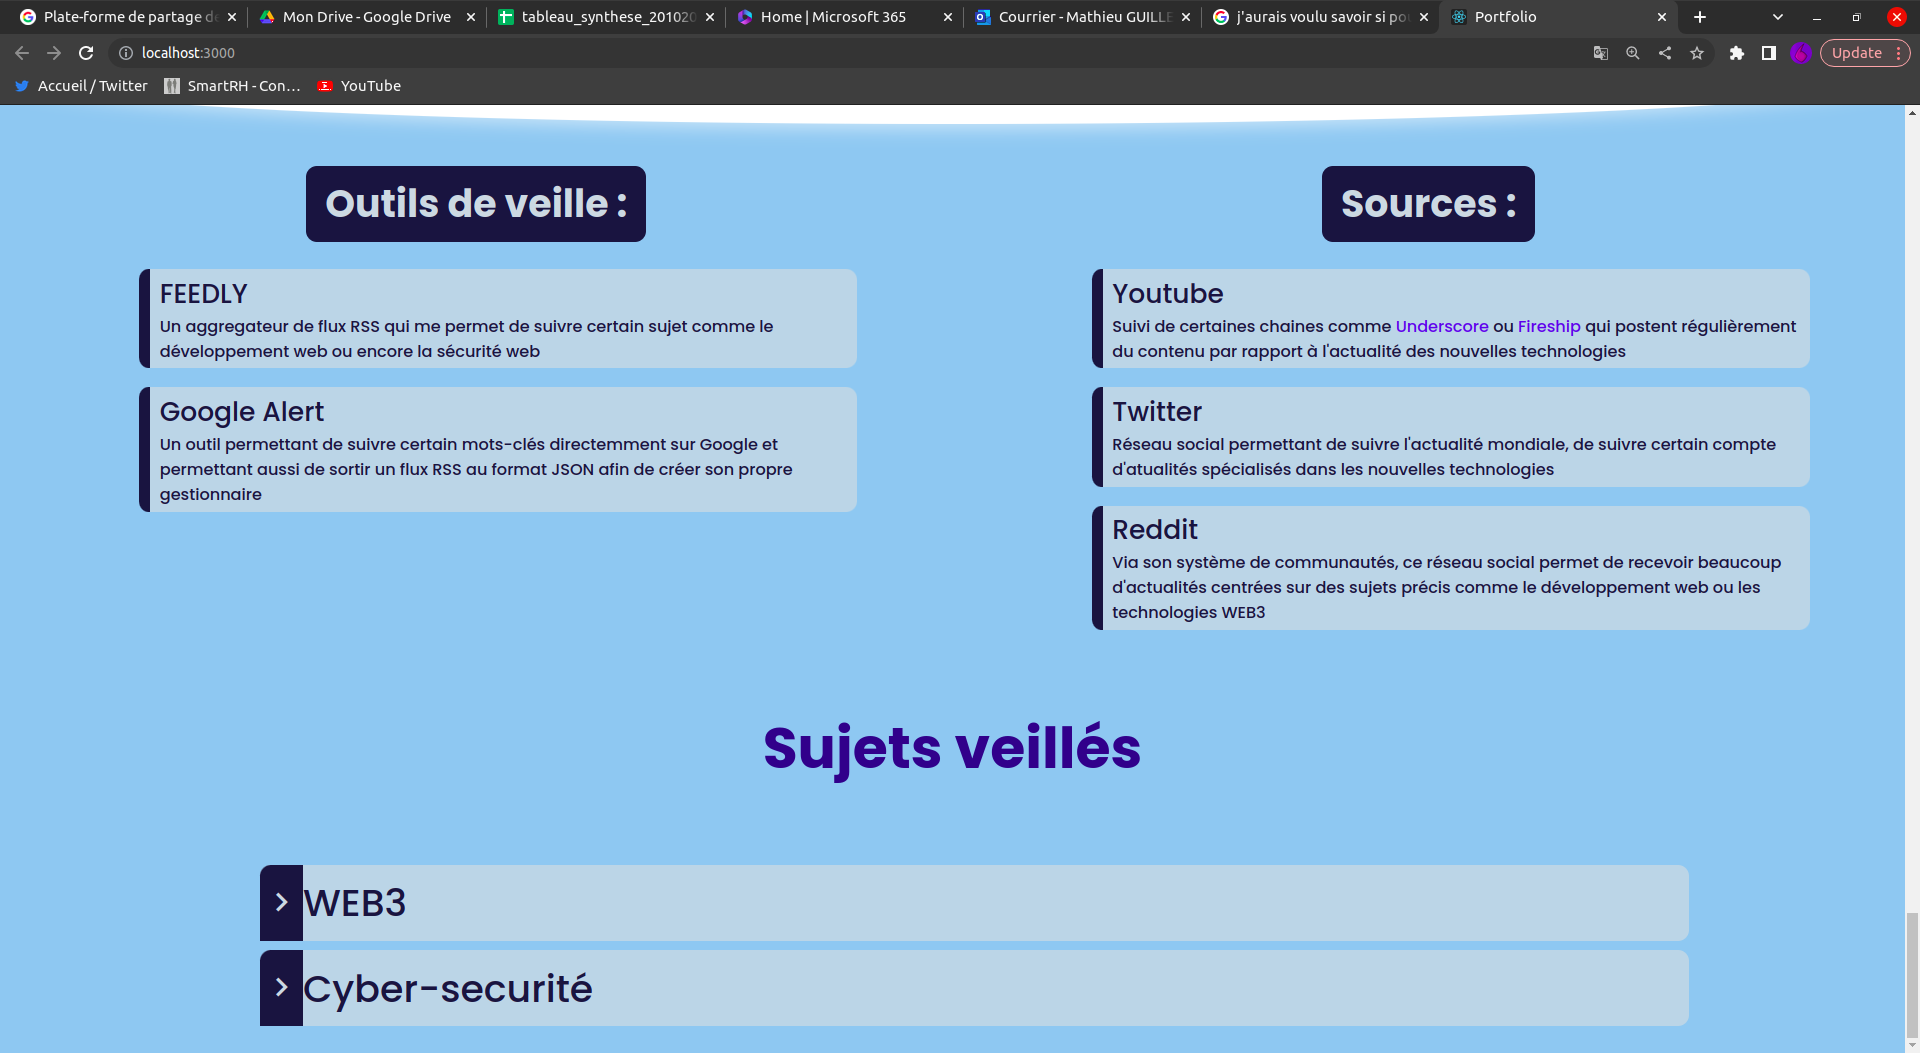 Plate-forme de partage de
Mon Drive - Google Drive
tableau_synthese_201020
Home | Microsoft 365
Courrier - Mathieu GUILLE
j'aurais voulu savoir si po
Portfolio
localhost:3000
Update
Accueil / Twitter
SmartRH - Con...
YouTube
Outils de veille :
FEEDLY
Un aggregateur de flux RSS qui me permet de suivre certain sujet comme le
développement web ou encore la sécurité web
Google Alert
Un outil permettant de suivre certain mots-clés directemment sur Google et
permettant aussi de sortir un flux RSS au format JSON afin de créer son propre
gestionnaire
Sources :
Youtube
Suivi de certaines chaines comme Underscore ou Fireship qui postent régulièrement
du contenu par rapport à l'actualité des nouvelles technologies
Twitter
Réseau social permettant de suivre l'actualité mondiale, de suivre certain compte
d'atualités spécialisés dans les nouvelles technologies
Reddit
Via son système de communautés, ce réseau social permet de recevoir beaucoup
d'actualités centrées sur des sujets précis comme le développement web ou les
technologies WEB3
Sujets veillés
WEB3
Cyber-securité